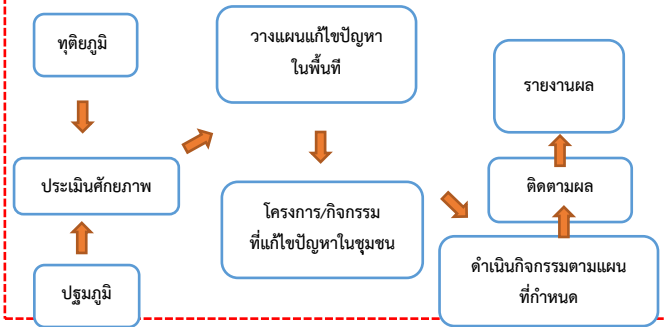 ทุติยภูมิ
ประเมินศักยภาพ
ปฐมภูมิ
วางแผนแก้ไขปัญหา
ในพื้นที่
โครงการ/กิจกรรม
ที่แก้ไขปัญหาในชุมชน
รายงานผล
ติดตามผล
ดำเนินกิจกรรมตามแผน
ที่กำหนด